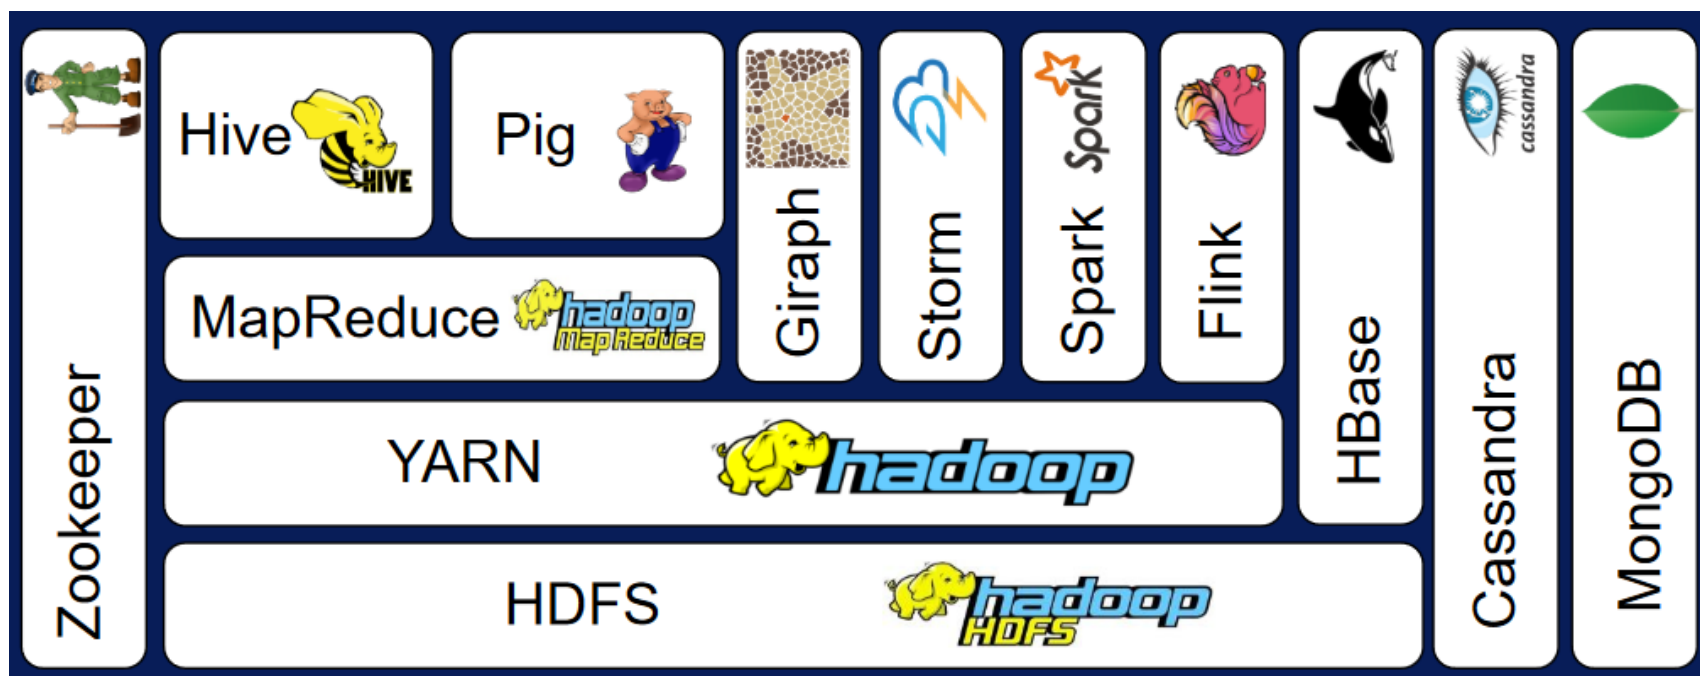 Zookeeper
Hive
HIVE
Pig
Giraph
Storm
Spark
Spark
Flink
HBase
cassandra
Cassandra
MongoDB
MapReduce
hadoop
Map Reduce
YARN
hadoop
HDFS
hadoop
HDFS